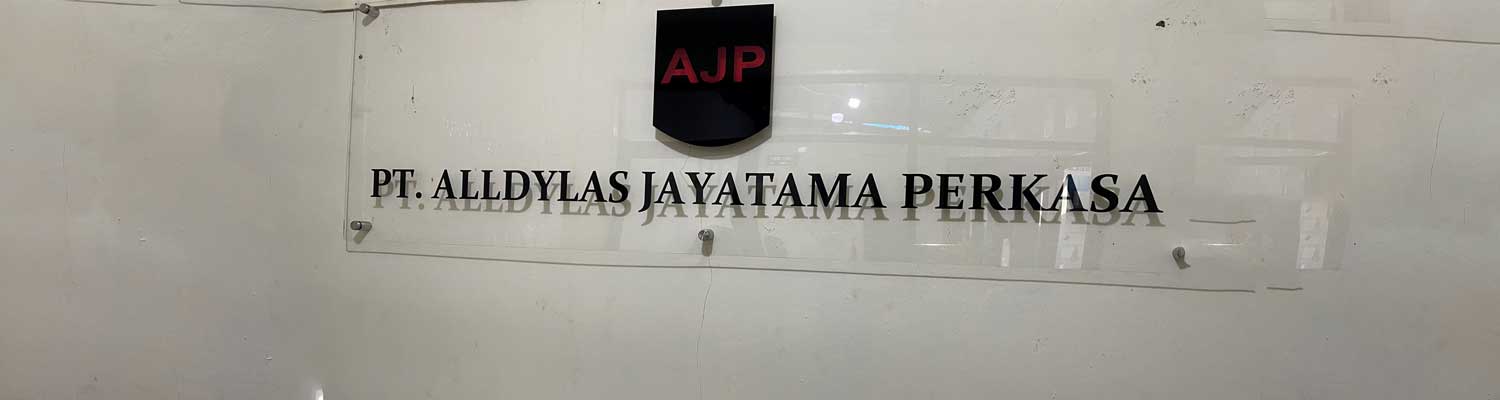 AJP
PT. ALLDYLAS JAYATAMA PERKASA